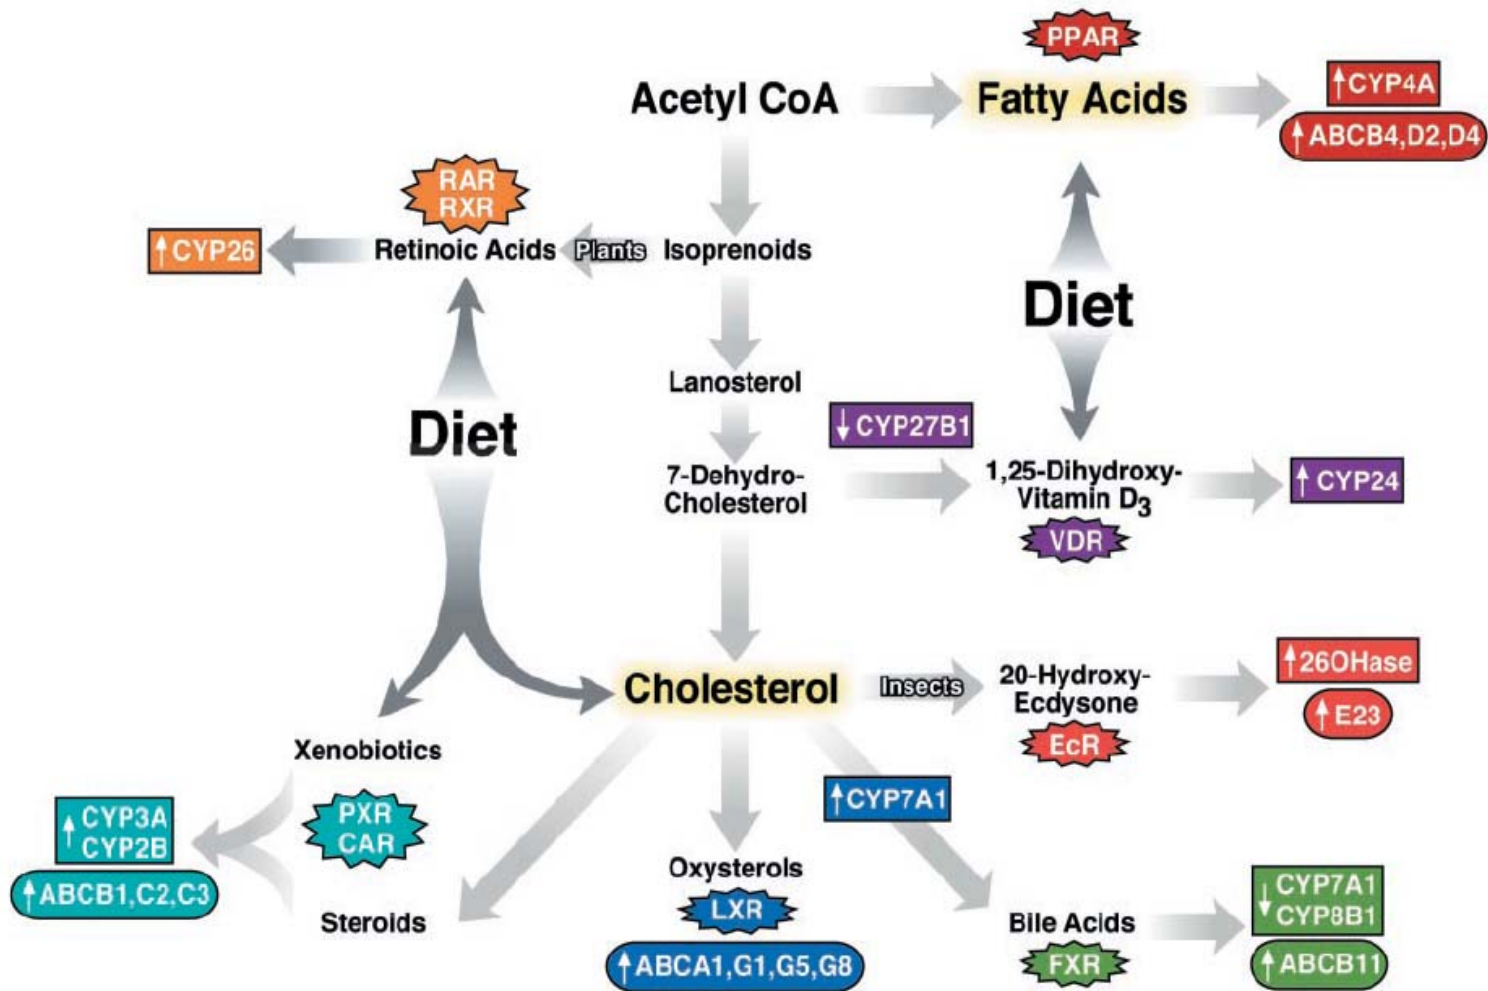 PPAR
Acetyl CoA
Fatty Acids
↑CYP4A
↑ABCB4,D2,D4
RAR
RXR
↑CYP26
Retinoic Acids
Plants
Isoprenoids
Diet
Lanosterol
Diet
↓CYP27B1
7-Dehydro-
Cholesterol
1,25-Dihydroxy-
Vitamin D3
VDR
↑CYP24
Cholesterol
Insects
20-Hydroxy-
Ecdysone
EcR
↑26OHase
↑E23
Xenobiotics
↑CYP3A
CYP2B
PXR
CAR
↑ABCB1,C2,C3
Steroids
↑CYP7A1
Oxysterols
LXR
↑ABCA1,G1,G5,G8
Bile Acids
FXR
↓CYP7A1
CYP8B1
↑ABCB11